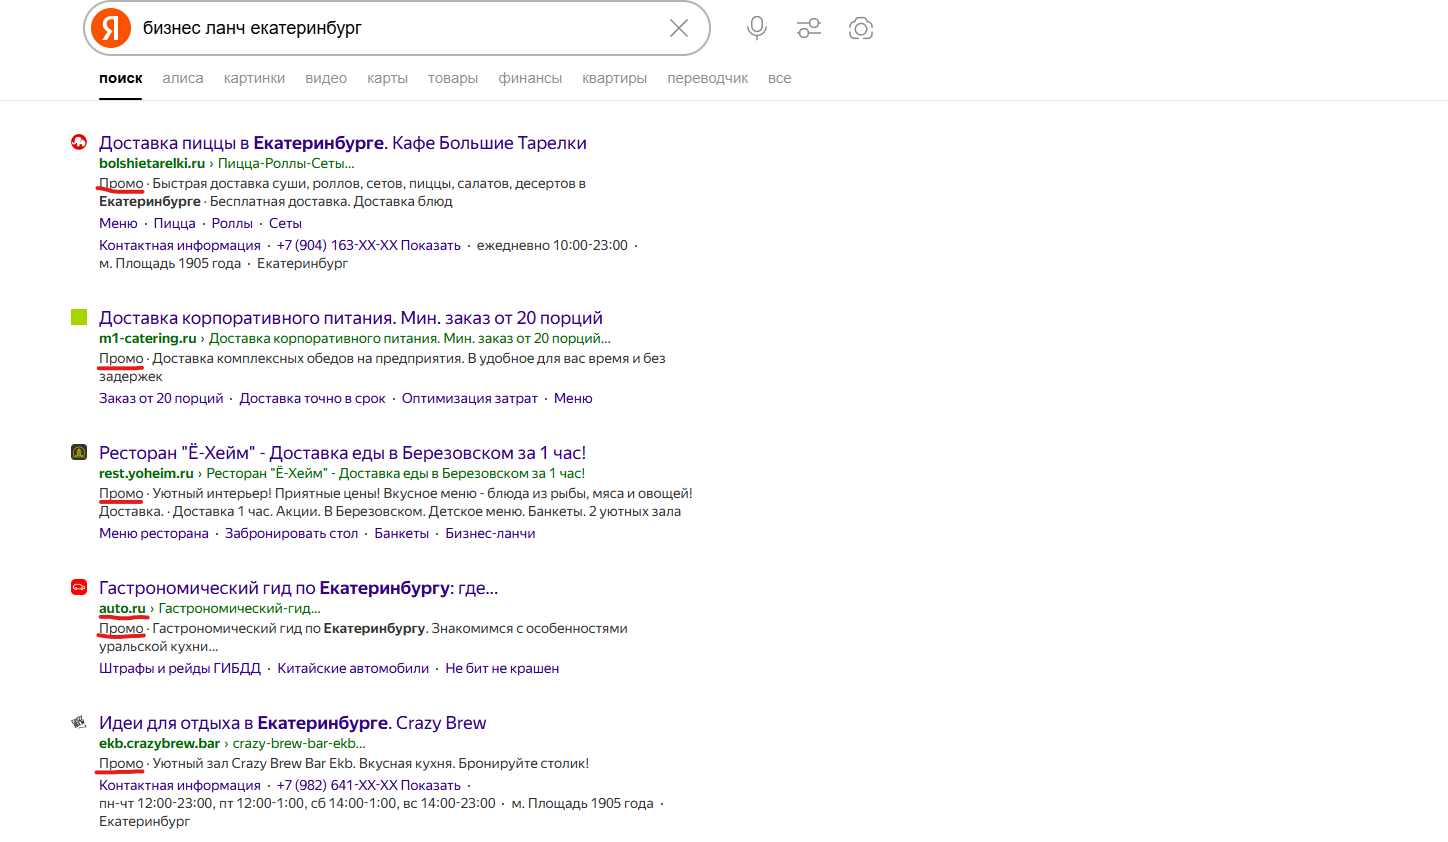 Я бизнес ланч екатеринбург
поиск алиса картинки видео карты товары финансы квартиры переводчик все
Доставка пиццы в Екатеринбурге. Кафе Большие Тарелки
bolshietarelki.ru › Пицца-Роллы-Сеты...
Промо · Быстрая доставка суши, роллов, сетов, пиццы, салатов, десертов в
Екатеринбурге · Бесплатная доставка. Доставка блюд
Меню · Пицца · Роллы · Сеты
Контактная информация · +7 (904) 163-XX-XX Показать · ежедневно 10:00-23:00 ·
м. Площадь 1905 года · Екатеринбург
Доставка корпоративного питания. Мин. заказ от 20 порций
m1-catering.ru › Доставка корпоративного питания. Мин. заказ от 20 порций...
Промо · Доставка комплексных обедов на предприятия. В удобное для вас время и без
задержек
Заказ от 20 порций · Доставка точно в срок · Оптимизация затрат · Меню
Ресторан "Ё-Хейм" - Доставка еды в Березовском за 1 час!
rest.yoheim.ru › Ресторан "Ё-Хейм" - Доставка еды в Березовском за 1 час!
Промо · Уютный интерьер! Приятные цены! Вкусное меню - блюда из рыбы, мяса и овощей!
Доставка. · Доставка 1 час. Акции. В Березовском. Детское меню. Банкеты. 2 уютных зала
Меню ресторана · Забронировать стол · Банкеты · Бизнес-ланчи
Гастрономический гид по Екатеринбургу: где...
auto.ru › Гастрономический-гид...
Промо · Гастрономический гид по Екатеринбургу. Знакомимся с особенностями
уральской кухни...
Штрафы и рейды ГИБДД · Китайские автомобили · Не бит не крашен
Идеи для отдыха в Екатеринбурге. Crazy Brew
ekb.crazybrew.bar › crazy-brew-bar-ekb...
Промо · Уютный зал Crazy Brew Bar Ekb. Вкусная кухня. Бронируйте столик!
Контактная информация · +7 (982) 641-XX-XX Показать ·
пн-чт 12:00-23:00, пт 12:00-1:00, сб 14:00-1:00, вс 14:00-23:00 · м. Площадь 1905 года ·
Екатеринбург